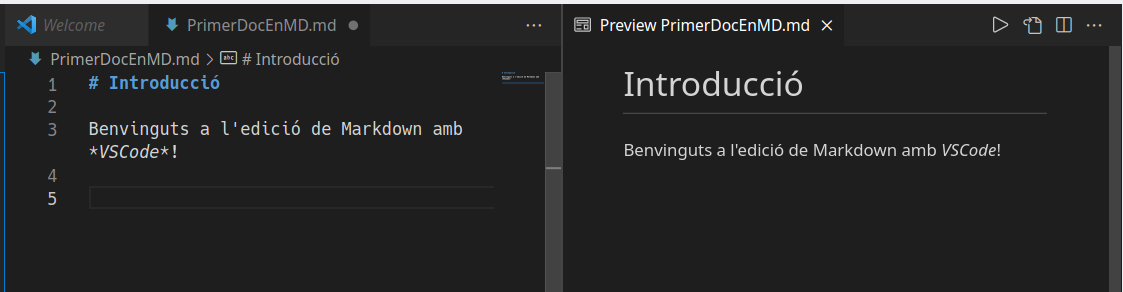 Welcome
PrimerDocEnMD.md
Preview PrimerDocEnMD.md
PrimerDocEnMD.md > abc # Introducció
1 # Introducció
2
3 Benvinguts a l'edició de Markdown amb
*VSCode*!
4
5
Introducció
Benvinguts a l'edició de Markdown amb VSCode!